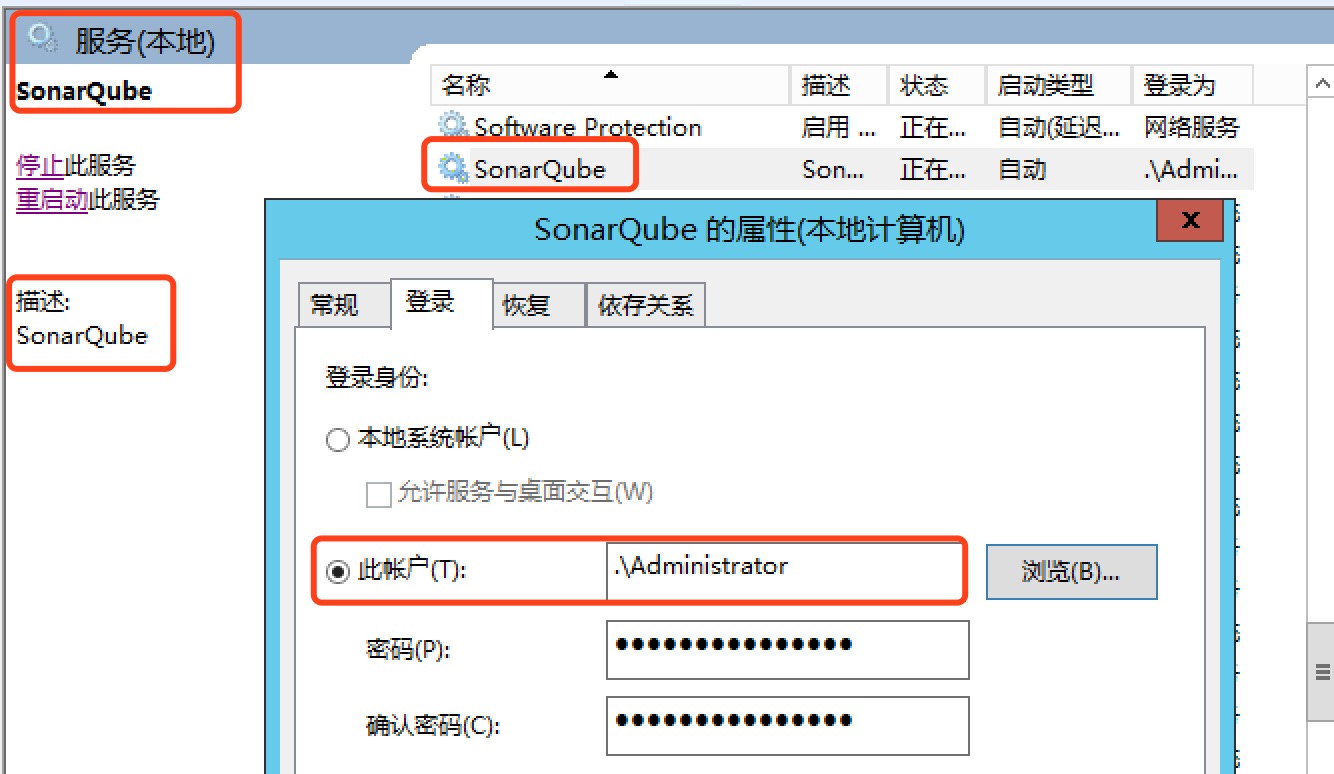 服务(本地)
SonarQube
停止此服务
重启动此服务
描述:
SonarQube
名称 描述 状态 启动类型 登录为
Software Protection 启用 ... 正在... 自动(延迟... 网络服务
SonarQube Son... 正在... 自动 .\Admi...
SonarQube 的属性(本地计算机)
x
常规 登录 恢复 依存关系
登录身份:
本地系统帐户(L)
允许服务与桌面交互(W)
此帐户(T): .\Administrator 浏览(B)...
密码(P): ●●●●●●●●●●●●●●●
确认密码(C): ●●●●●●●●●●●●●●●